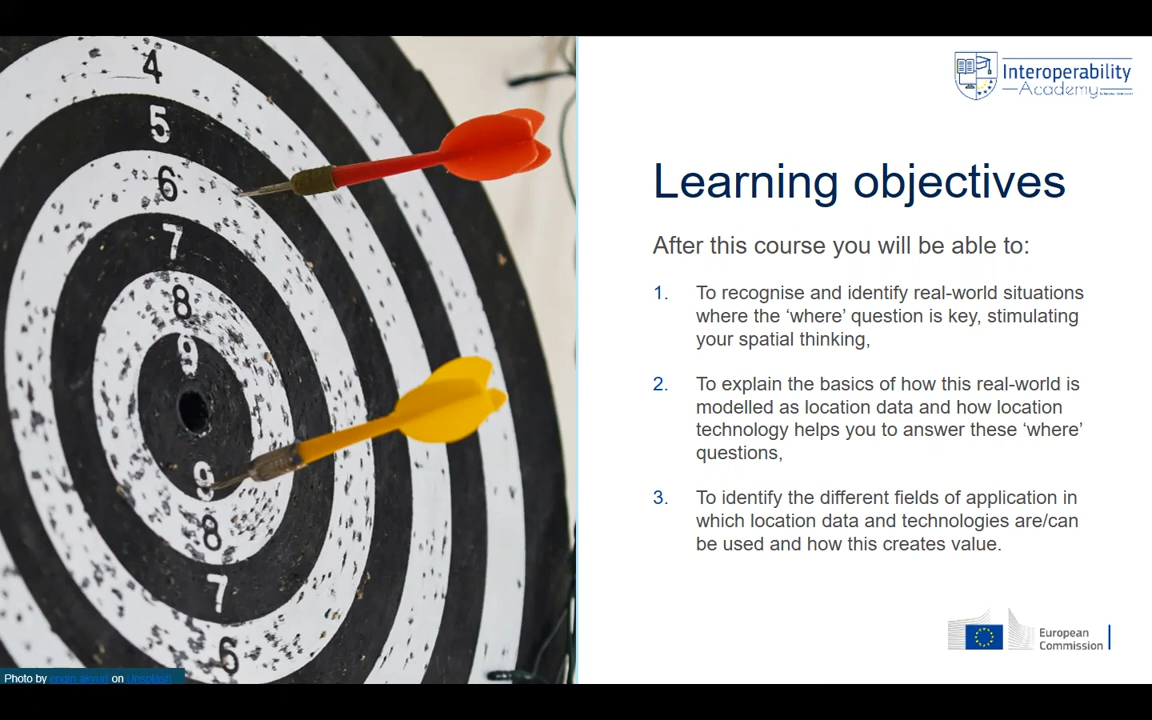 4
5
6
7
8
9
9
8
7
6
Photo by engin akyurt on Unsplash
Interoperability
Academy
Learning objectives
After this course you will be able to:
1. To recognise and identify real-world situations
where the ‘where’ question is key, stimulating
your spatial thinking,
2. To explain the basics of how this real-world is
modelled as location data and how location
technology helps you to answer these ‘where’
questions,
3. To identify the different fields of application in
which location data and technologies are/can
be used and how this creates value.
European
Commission